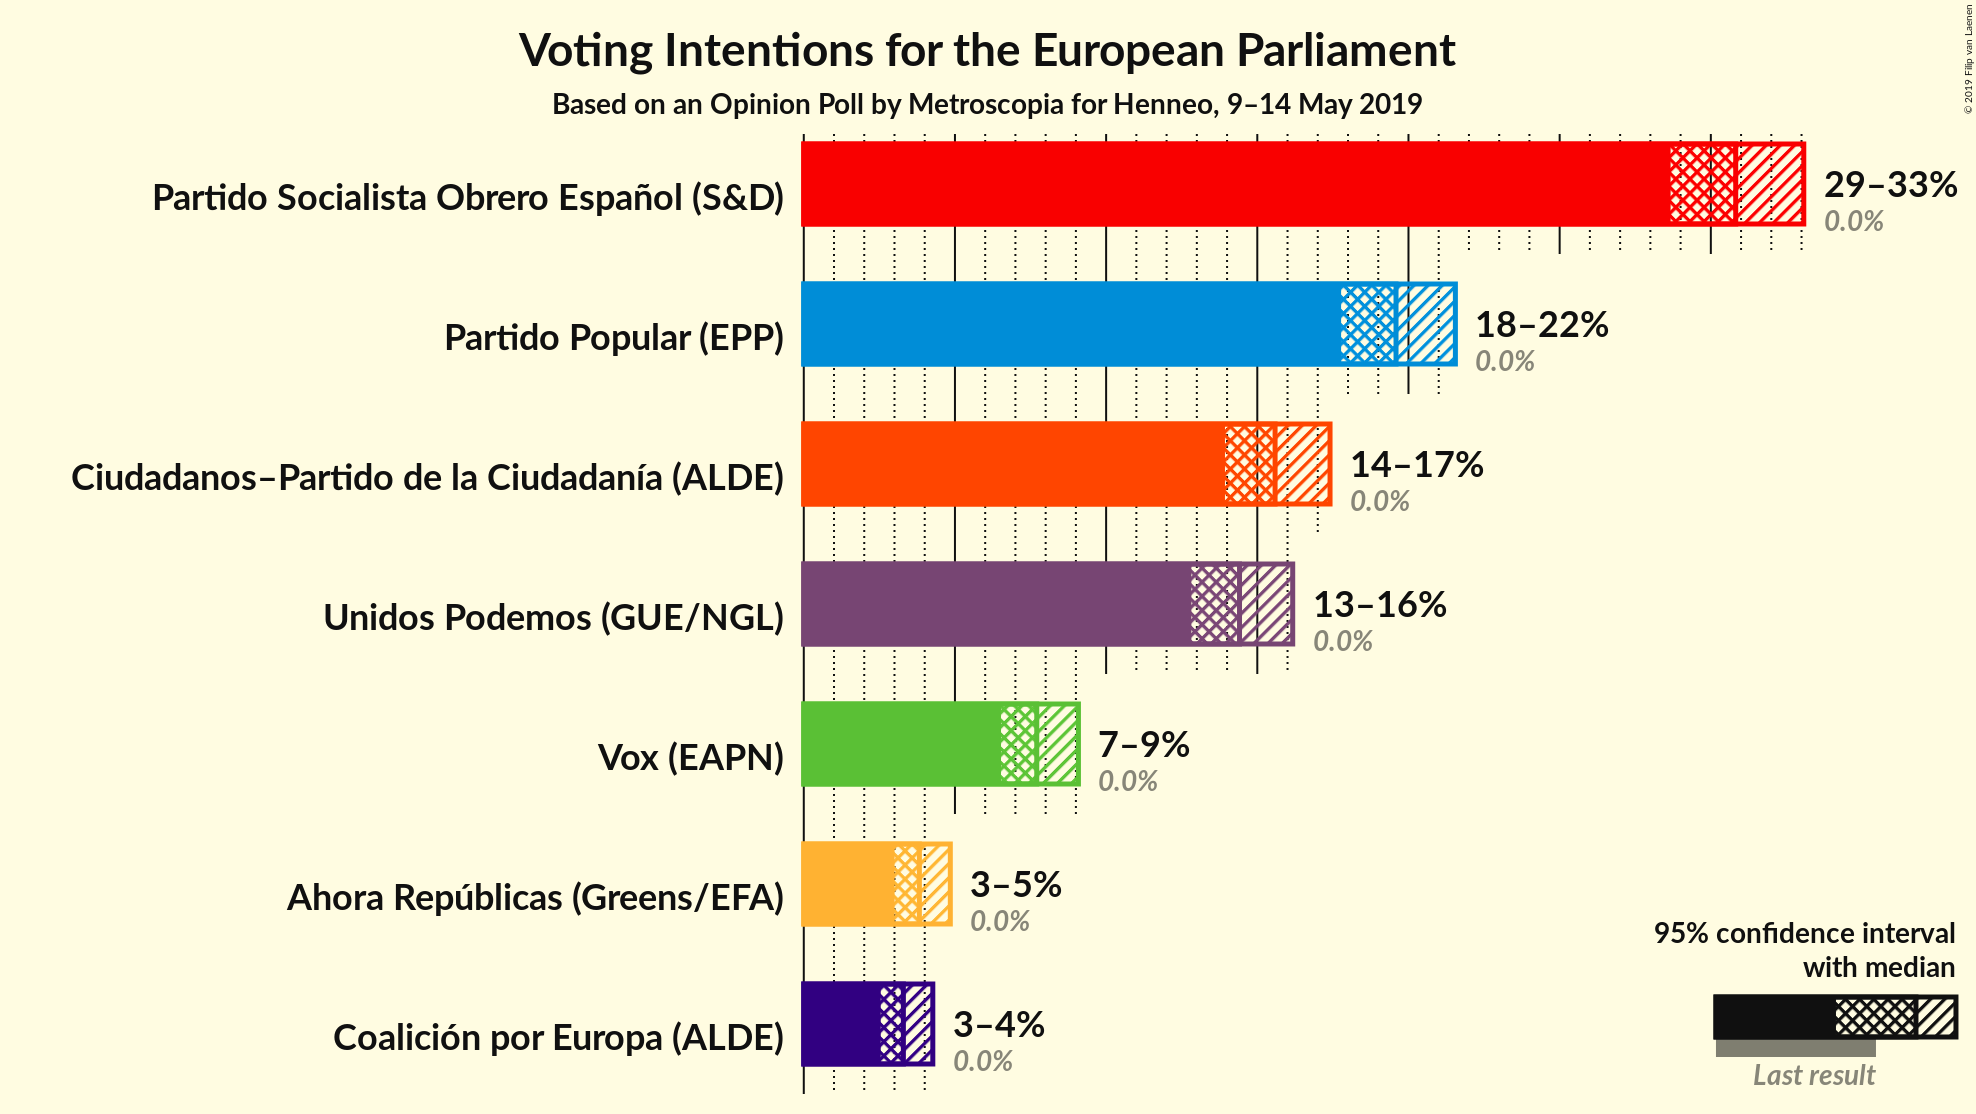 Voting Intentions for the European Parliament
Based on an Opinion Poll by Metroscopia for Henneo, 9–14 May 2019
© 2019 Filip van Laenen
Partido Socialista Obrero Español (S&D)
29–33%
0.0%
Partido Popular (EPP)
18–22%
0.0%
Ciudadanos–Partido de la Ciudadanía (ALDE)
14–17%
0.0%
Unidos Podemos (GUE/NGL)
13–16%
0.0%
Vox (EAPN)
7–9%
0.0%
Ahora Repúblicas (Greens/EFA)
3–5%
0.0%
Coalición por Europa (ALDE)
3–4%
0.0%
95% confidence interval
with median
Last result